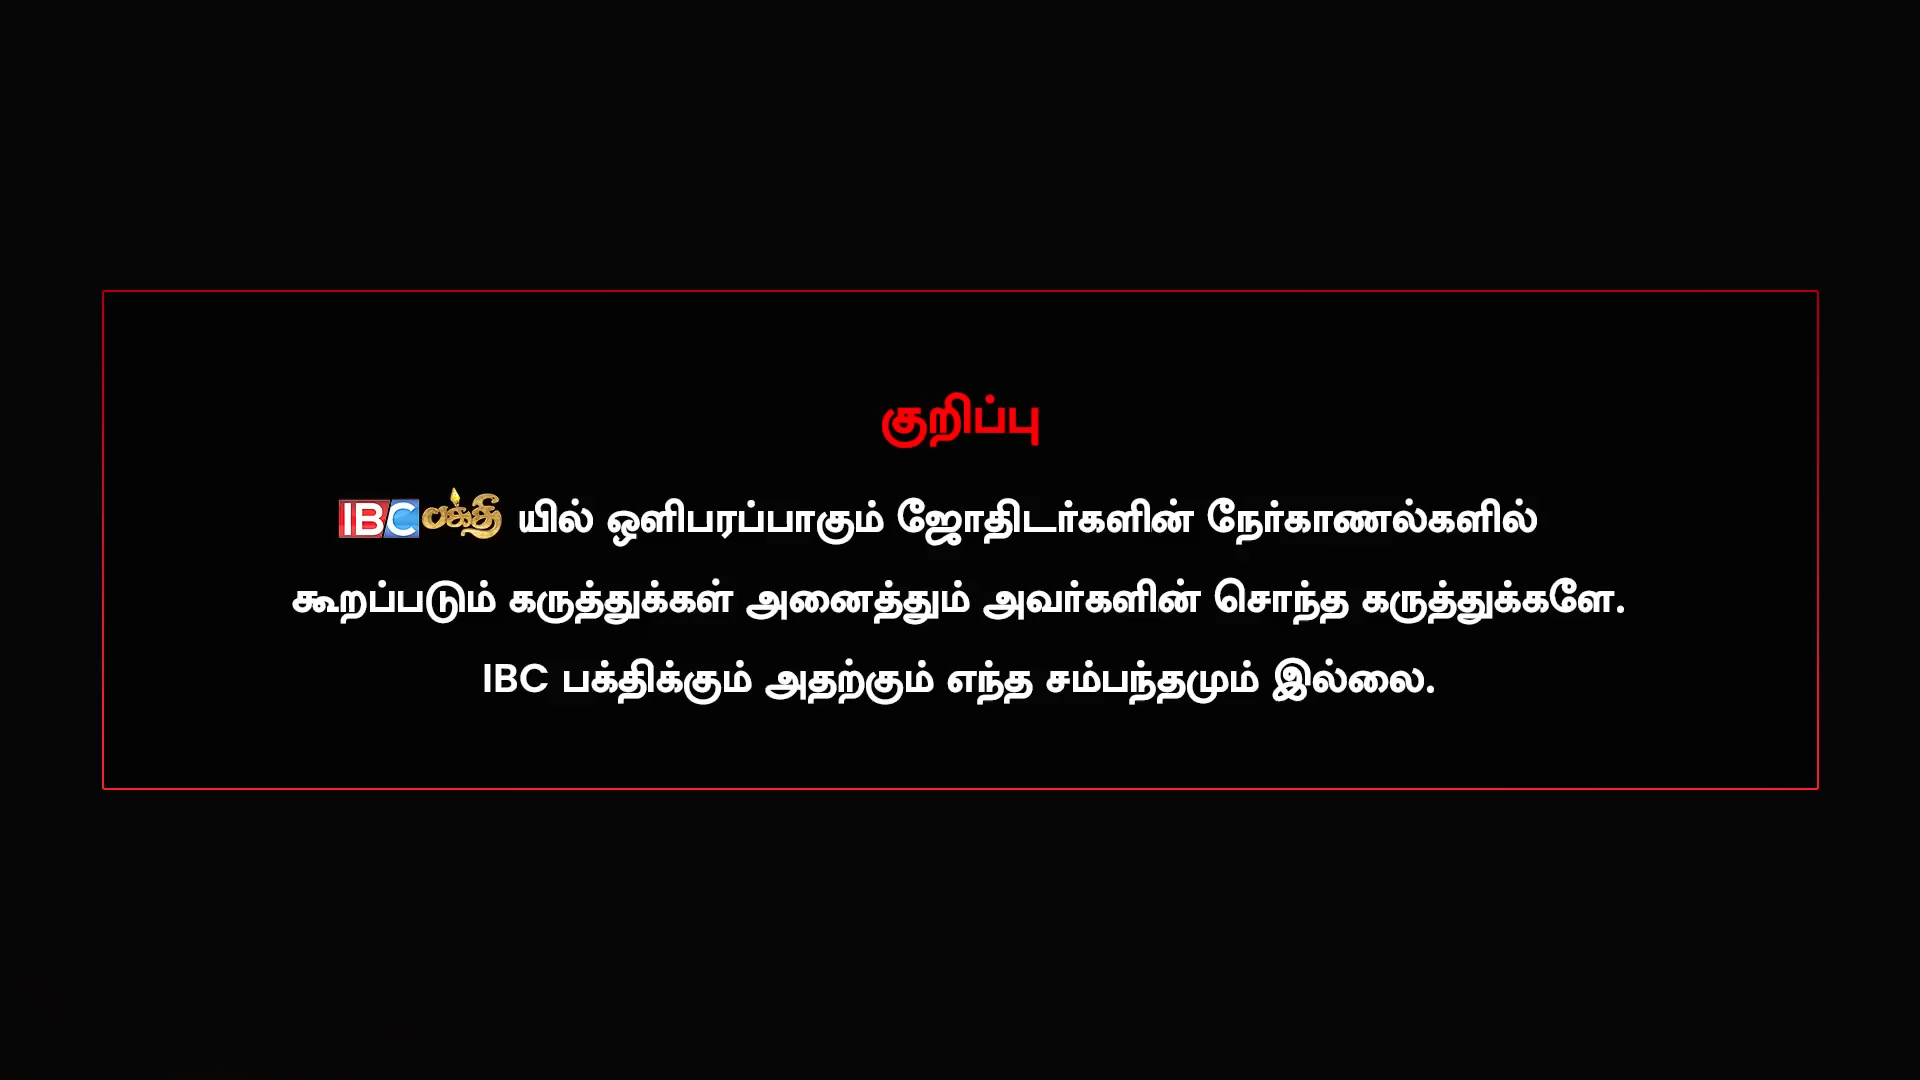 குறிப்பு
IBC பக்தி யில் ஒளிபரப்பாகும் ஜோதிடர்களின் நேர்காணல்களில்
கூறப்படும் கருத்துக்கள் அனைத்தும் அவர்களின் சொந்த கருத்துக்களே.
IBC பக்திக்கும் அதற்கும் எந்த சம்பந்தமும் இல்லை.